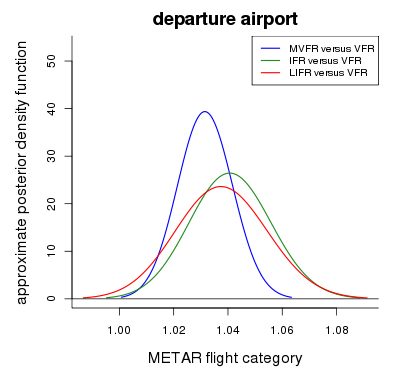 departure airport
MVFR versus VFR
IFR versus VFR
LIFR versus VFR
approximate posterior density function
50
40
30
20
10
0
1.00 1.02 1.04 1.06 1.08
METAR flight category